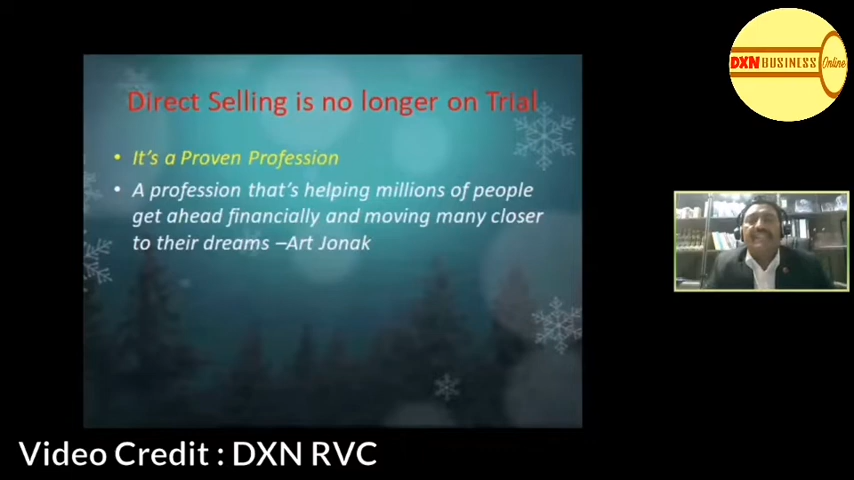 DXN BUSINESS Online
Direct Selling is no longer on Trial
• It's a Proven Profession
• A profession that's helping millions of people
get ahead financially and moving many closer
to their dreams –Art Jonak
Video Credit : DXN RVC